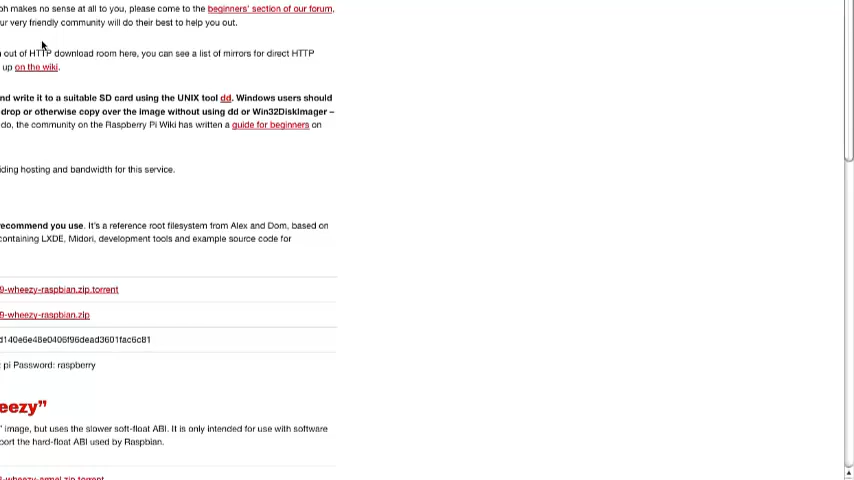 ph makes no sense at all to you, please come to the beginners' section of our forum,
ur very friendly community will do their best to help you out.
out of HTTP download room here, you can see a list of mirrors for direct HTTP
up on the wiki.
nd write it to a suitable SD card using the UNIX tool dd. Windows users should
drop or otherwise copy over the image without using dd or Win32DiskImager –
do, the community on the Raspberry Pi Wiki has written a guide for beginners on
ding hosting and bandwidth for this service.
ecommend you use. It's a reference root filesystem from Alex and Dom, based on
containing LXDE, Midori, development tools and example source code for
9-wheezy-raspbian.zip.torrent
9-wheezy-raspbian.zip
d140e6e48e0406f96dead3601fac6c81
: pi Password: raspberry
eezy”
” image, but uses the slower soft-float ABI. It is only intended for use with software
port the hard-float ABI used by Raspbian.
-wheezy-armel.zip.torrent